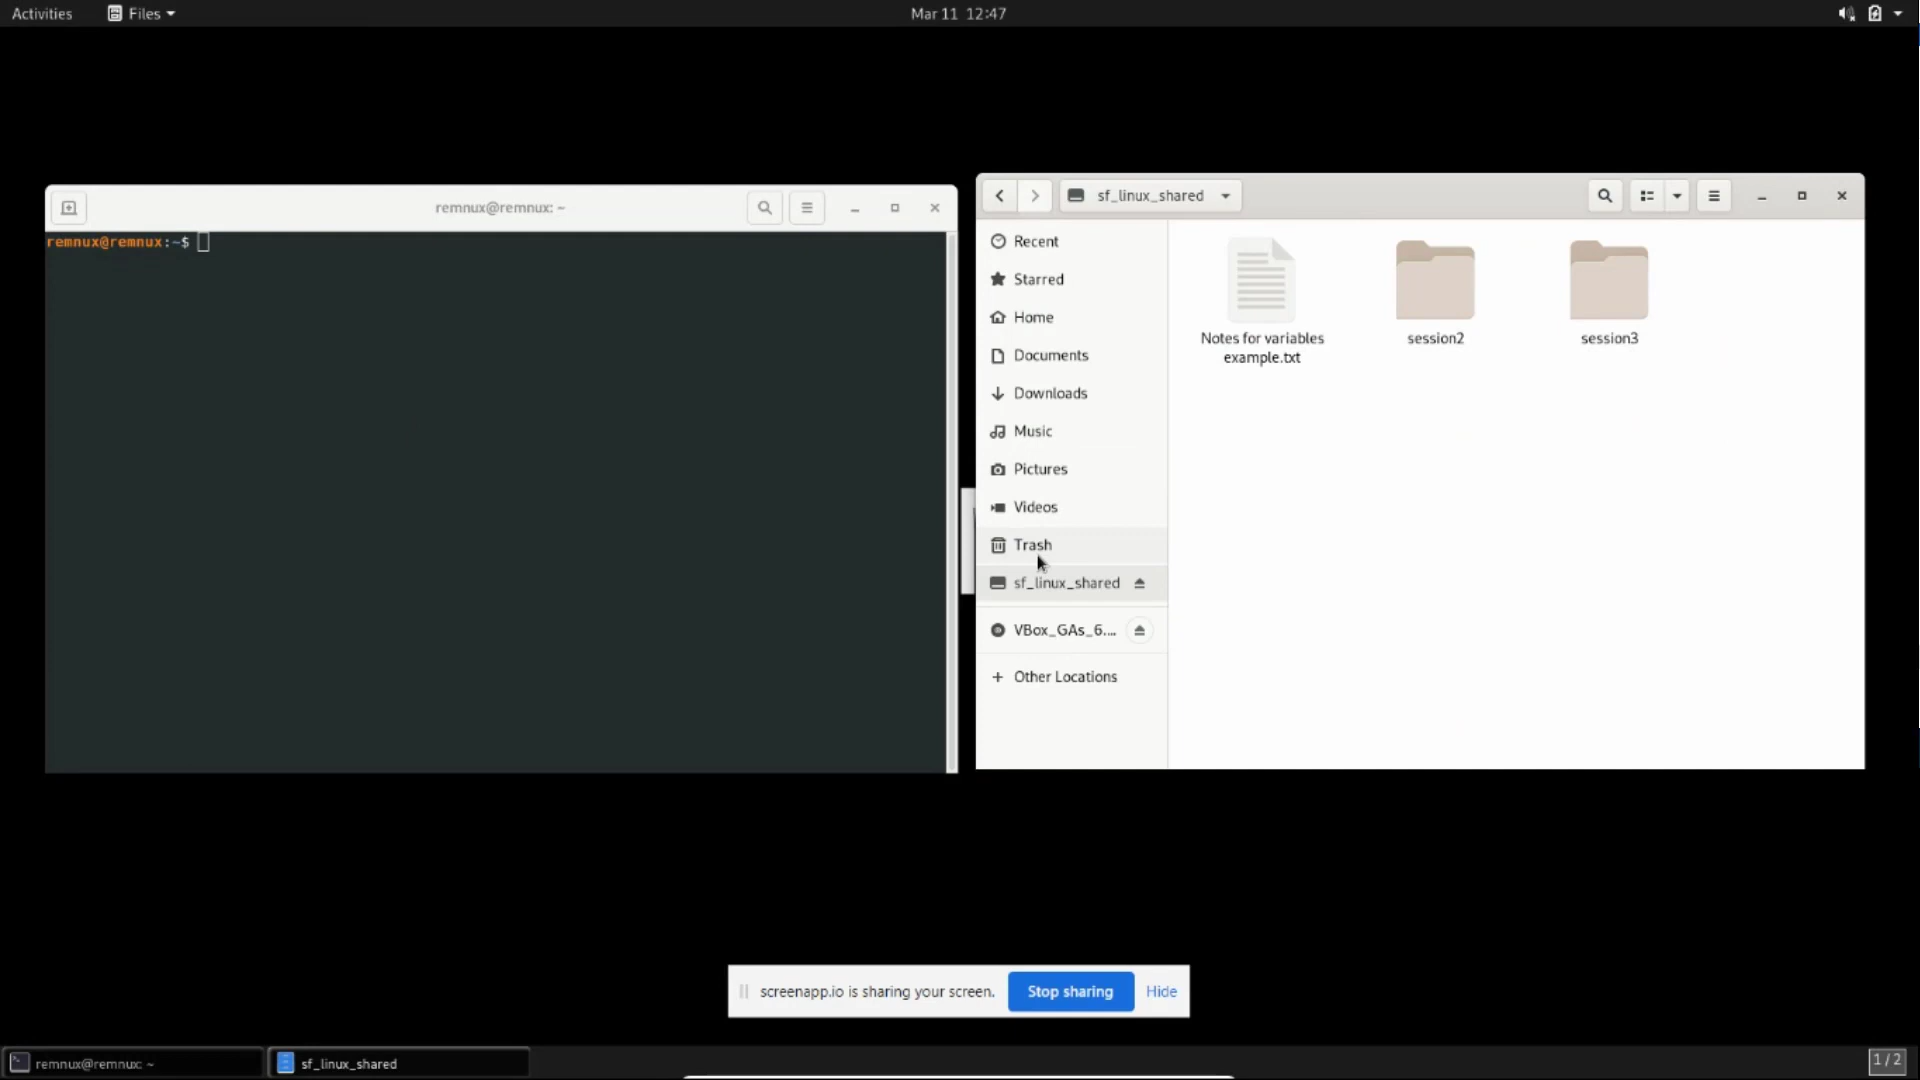 Activities
Files
Mar 11 12:47
remnux@remnux: ~
remnux@remnux:~$
sf_linux_shared
Recent
Starred
Home
Documents
Downloads
Music
Pictures
Videos
Trash
sf_linux_shared
VBox_GAs_6....
Other Locations
Notes for variables
example.txt
session2
session3
screenapp.io is sharing your screen.
Stop sharing
Hide
remnux@remnux: ~
sf_linux_shared
1 / 2